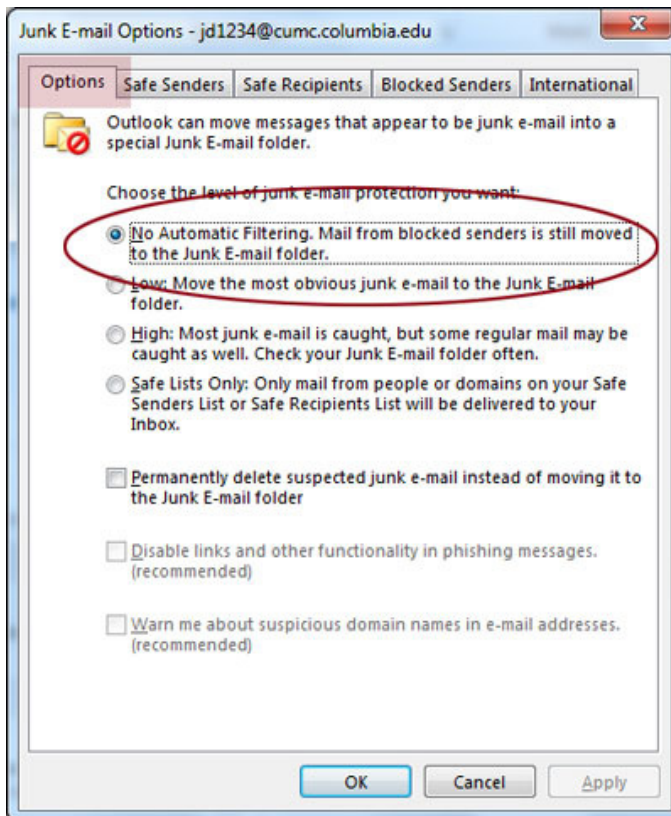 Junk E-mail Options - jd1234@cumc.columbia.edu
Options Safe Senders Safe Recipients Blocked Senders International
Outlook can move messages that appear to be junk e-mail into a
special Junk E-mail folder.
Choose the level of junk e-mail protection you want:
No Automatic Filtering. Mail from blocked senders is still moved
to the Junk E-mail folder.
Low: Move the most obvious junk e-mail to the Junk E-mail
folder.
High: Most junk e-mail is caught, but some regular mail may be
caught as well. Check your Junk E-mail folder often.
Safe Lists Only: Only mail from people or domains on your Safe
Senders List or Safe Recipients List will be delivered to your
Inbox.
Permanently delete suspected junk e-mail instead of moving it to
the Junk E-mail folder
Disable links and other functionality in phishing messages.
(recommended)
Warn me about suspicious domain names in e-mail addresses.
(recommended)
OK Cancel Apply